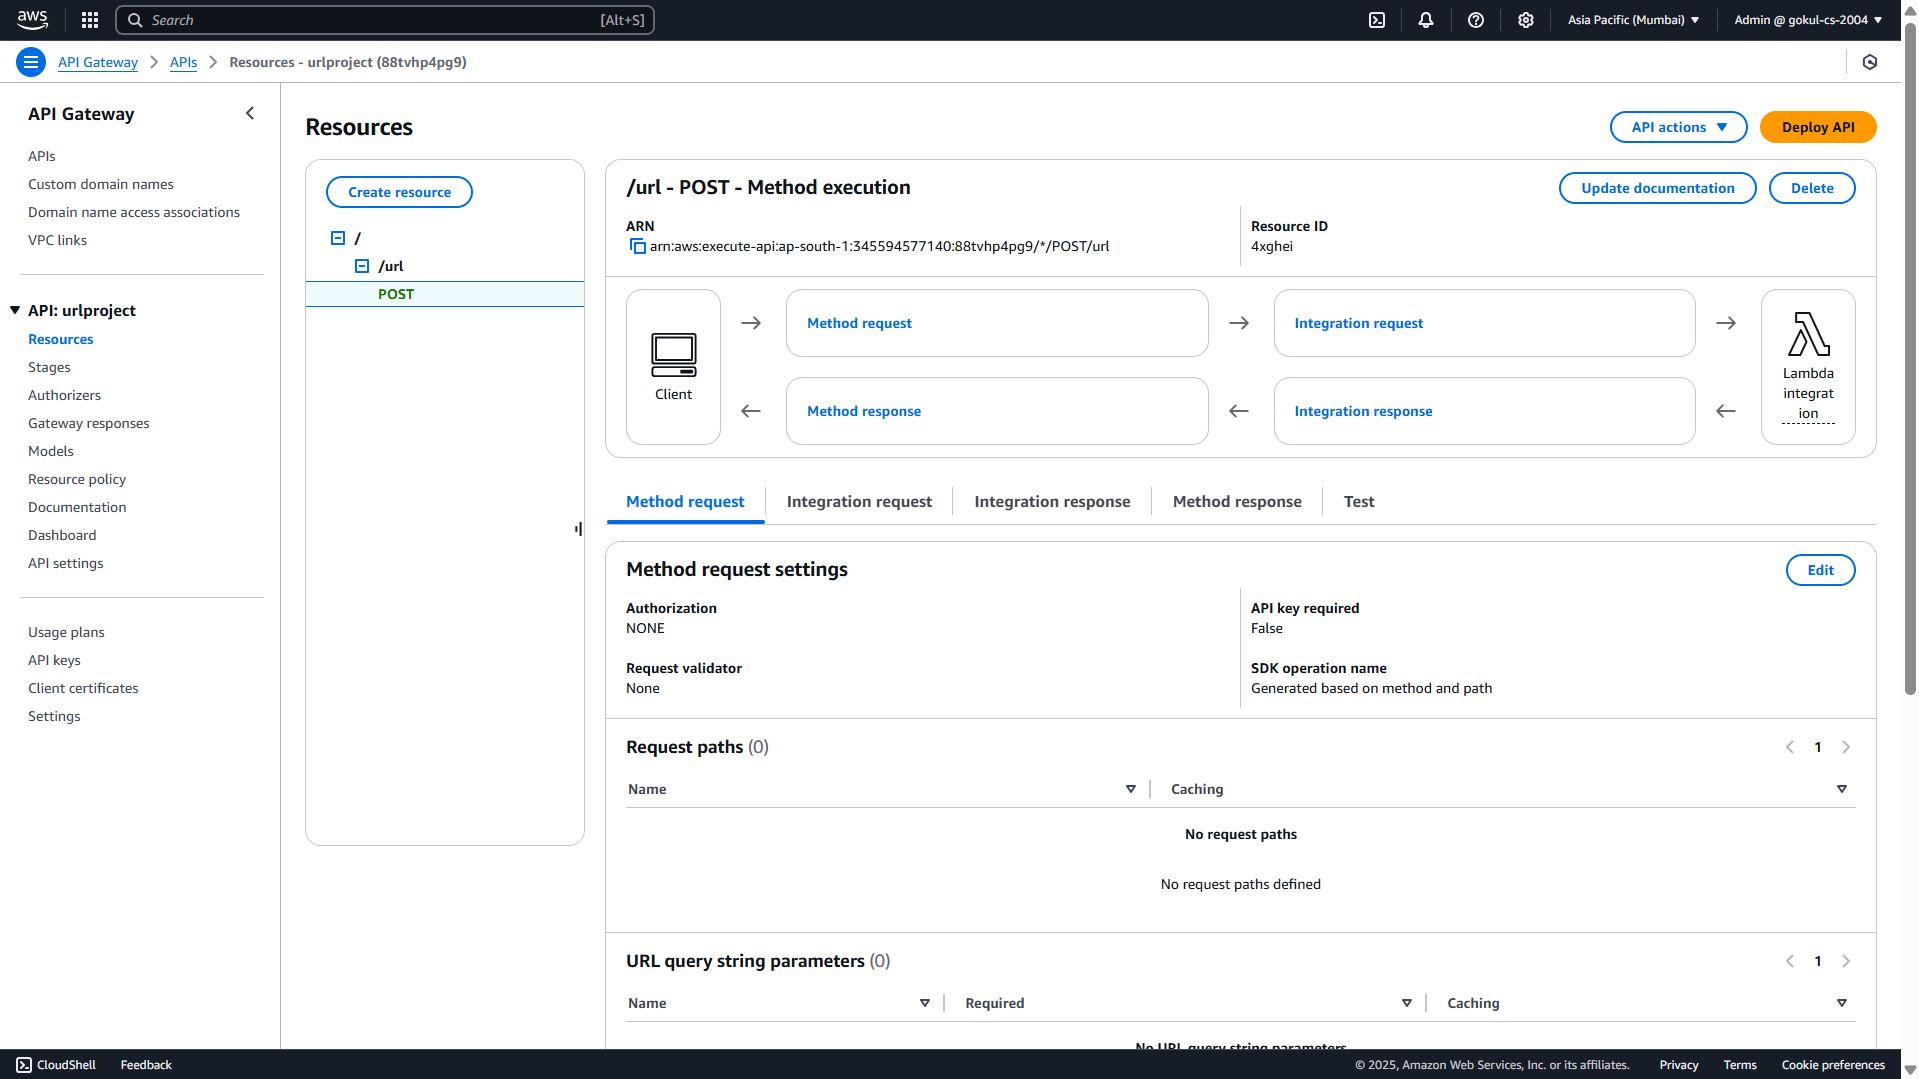 aws
Search [Alt+S]
Asia Pacific (Mumbai)
Admin @ gokul-cs-2004
API Gateway
APIs
Resources - urlproject (88tvhp4pg9)
API Gateway
APIs
Custom domain names
Domain name access associations
VPC links
API: urlproject
Resources
Stages
Authorizers
Gateway responses
Models
Resource policy
Documentation
Dashboard
API settings
Usage plans
API keys
Client certificates
Settings
Resources
API actions
Deploy API
Create resource
/
/url
POST
/url - POST - Method execution
Update documentation
Delete
ARN
arn:aws:execute-api:ap-south-1:345594577140:88tvhp4pg9/*/POST/url
Resource ID
4xghei
Client
Method request
Integration request
Method response
Integration response
Lambda
integrat
ion
Method request
Integration request
Integration response
Method response
Test
Method request settings
Edit
Authorization
NONE
API key required
False
Request validator
None
SDK operation name
Generated based on method and path
Request paths (0)
1
Name
Caching
No request paths
No request paths defined
URL query string parameters (0)
1
Name
Required
Caching
No URL query string parameters
CloudShell
Feedback
© 2025, Amazon Web Services, Inc. or its affiliates.
Privacy
Terms
Cookie preferences